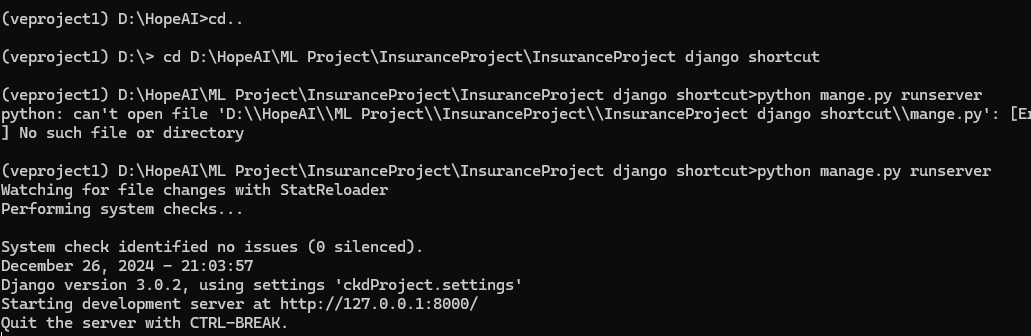 (veproject1) D:\HopeAI>cd..
(veproject1) D:\> cd D:\HopeAI\ML Project\InsuranceProject\InsuranceProject django shortcut
(veproject1) D:\HopeAI\ML Project\InsuranceProject\InsuranceProject django shortcut>python mange.py runserver
python: can't open file 'D:\\HopeAI\\ML Project\\InsuranceProject\\InsuranceProject django shortcut\\mange.py': [Er
] No such file or directory
(veproject1) D:\HopeAI\ML Project\InsuranceProject\InsuranceProject django shortcut>python manage.py runserver
Watching for file changes with StatReloader
Performing system checks...
System check identified no issues (0 silenced).
December 26, 2024 - 21:03:57
Django version 3.0.2, using settings 'ckdProject.settings'
Starting development server at http://127.0.0.1:8000/
Quit the server with CTRL-BREAK.